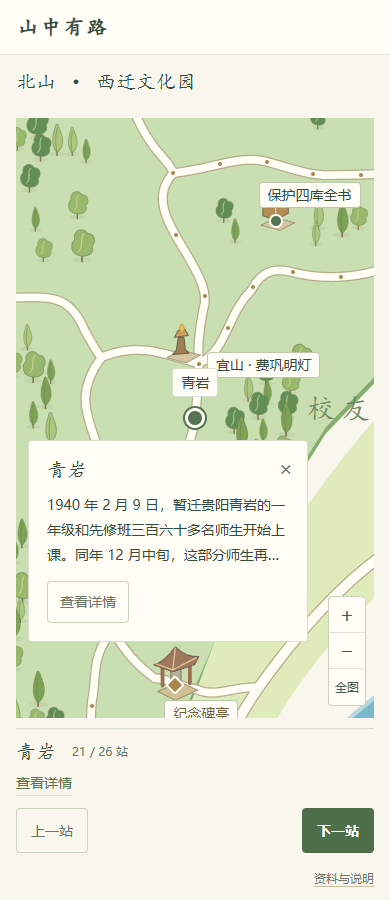 山中有路
北山 • 西迁文化园
保护四库全书
宜山 · 费巩明灯
青岩
校友
青岩
×
1940 年 2 月 9 日，暂迁贵阳青岩的一
年级和先修班三百六十多名师生开始上
课。同年 12 月中旬，这部分师生再…
查看详情
+
−
全图
纪念碑亭
青岩 21 / 26 站
查看详情
上一站
下一站
资料与说明